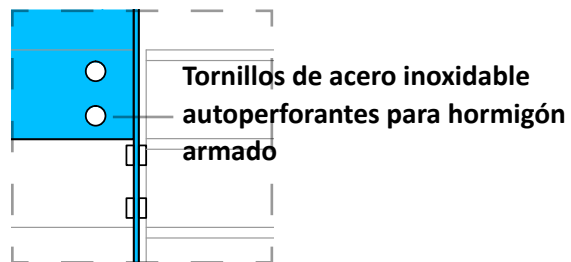 Tornillos de acero inoxidable
autoperforantes para hormigón
armado